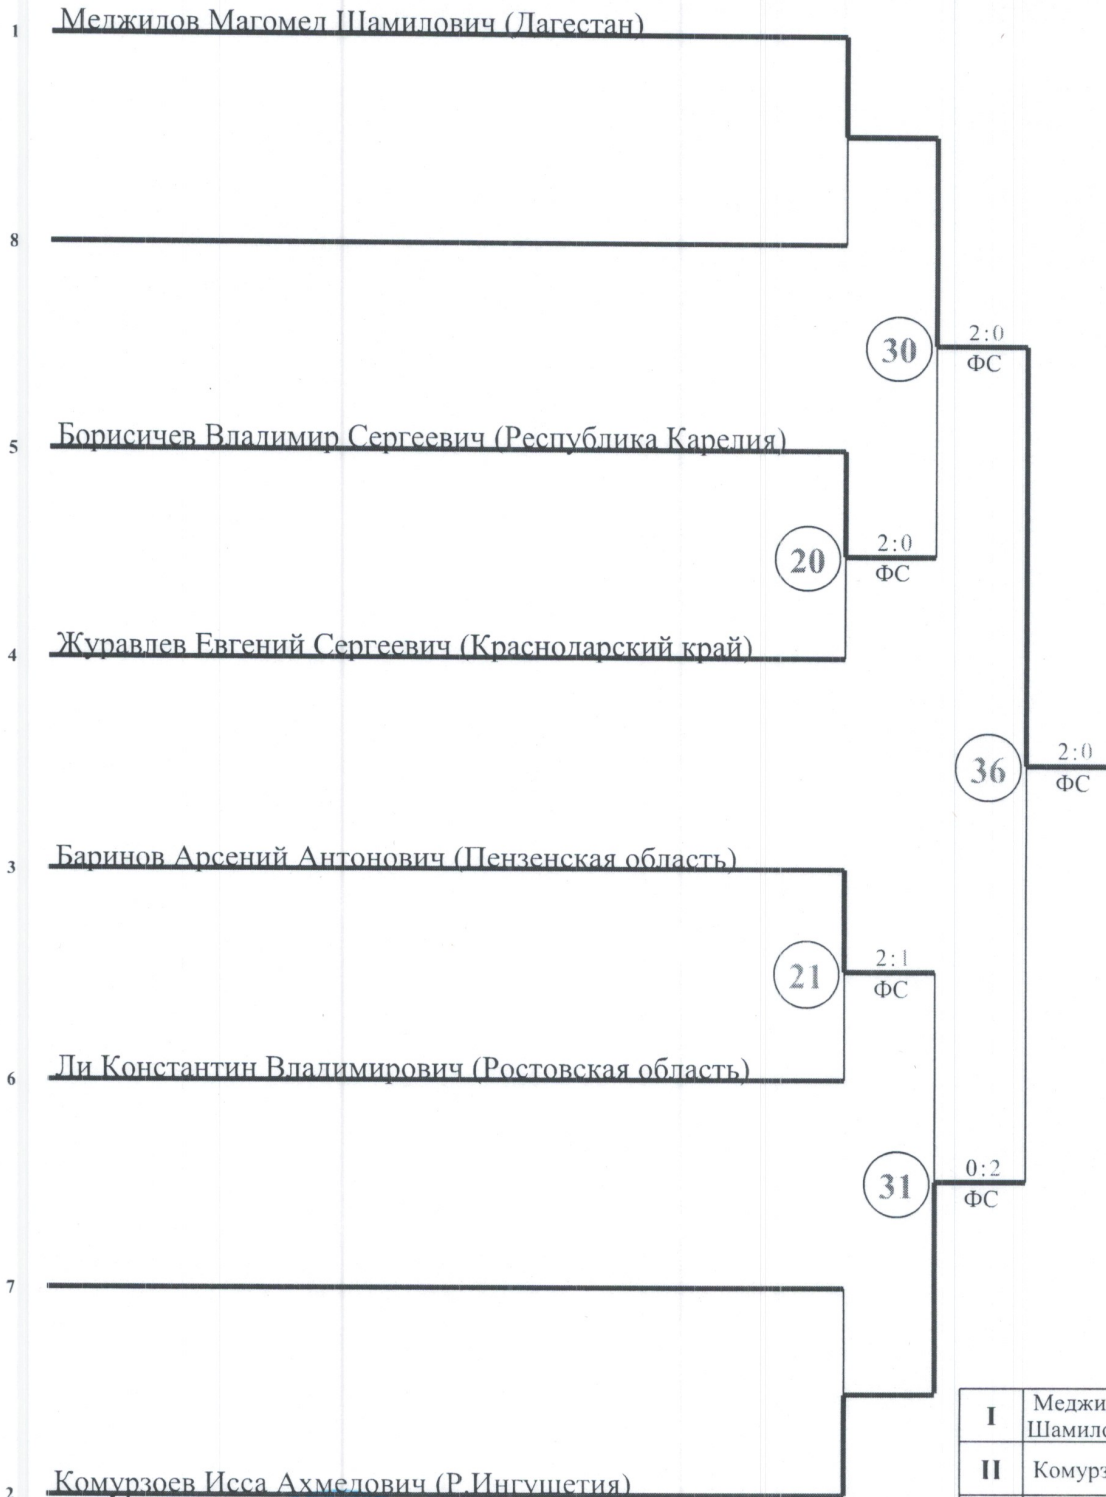 1 Меджидов Магомед Шамилович (Дагестан)
8
30 2:0
ФС
5 Борисичев Владимир Сергеевич (Республика Карелия)
20 2:0
ФС
4 Журавлев Евгений Сергеевич (Краснодарский край)
36 2:0
ФС
3 Баринов Арсений Антонович (Пензенская область)
21 2:1
ФС
6 Ли Константин Владимирович (Ростовская область)
31 0:2
ФС
7
I Меджи
Шамило
II Комурз
2 Комурзоев Исса Ахмедович (Р.Ингушетия)